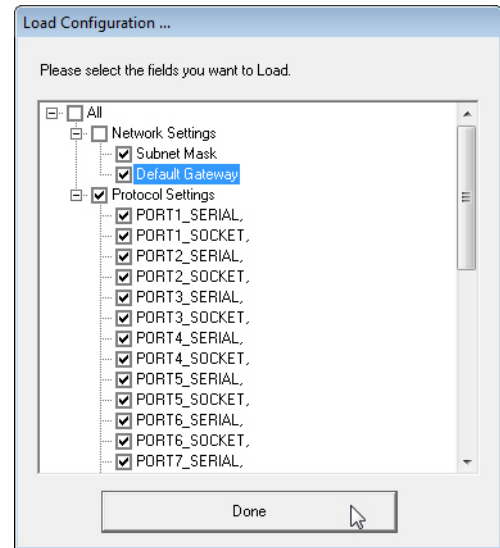 Load Configuration ...
Please select the fields you want to Load.
All
Network Settings
Subnet Mask
Default Gateway
Protocol Settings
PORT1_SERIAL,
PORT1_SOCKET,
PORT2_SERIAL,
PORT2_SOCKET,
PORT3_SERIAL,
PORT3_SOCKET,
PORT4_SERIAL,
PORT4_SOCKET,
PORT5_SERIAL,
PORT5_SOCKET,
PORT6_SERIAL,
PORT6_SOCKET,
PORT7_SERIAL,
Done